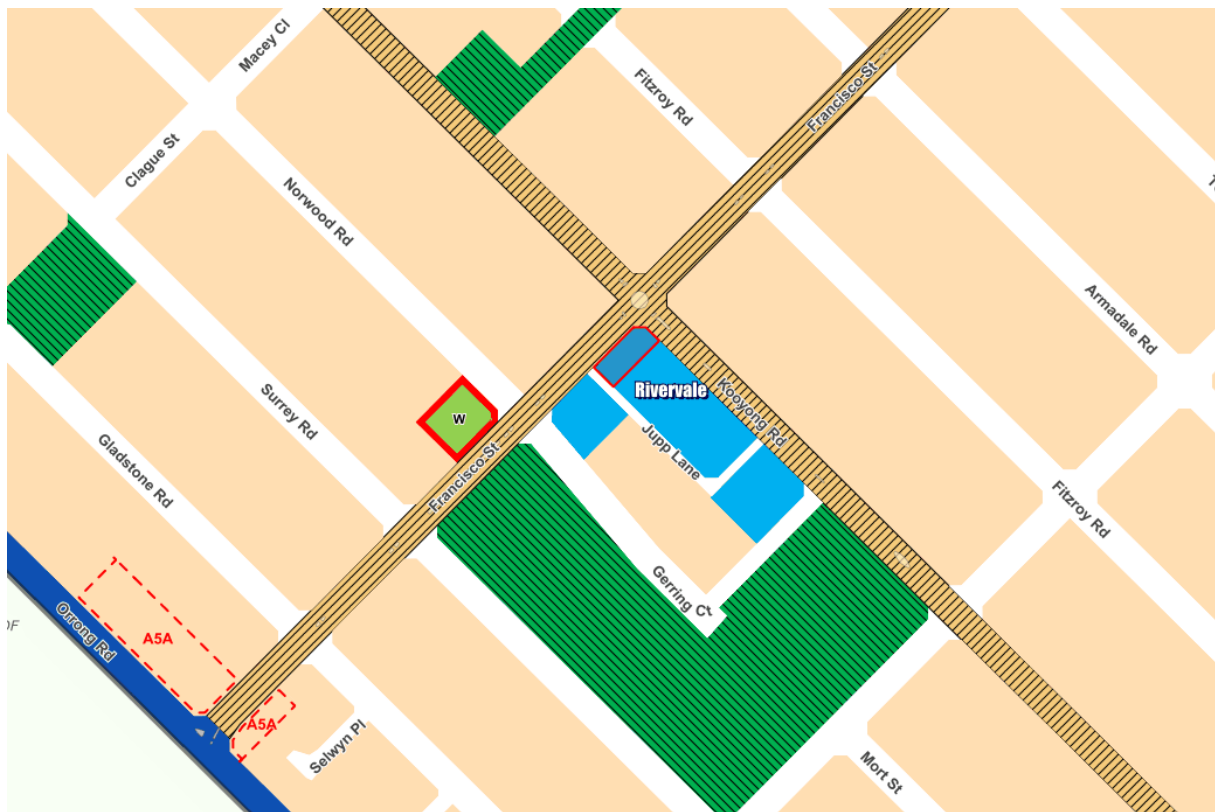 Macey Cl
Francisco St
Fitzroy Rd
Clague St
Norwood Rd
Armadale Rd
Rivervale
Kooyong Rd
Surrey Rd
W
Jupp Lane
Gladstone Rd
Francisco St
Fitzroy Rd
Gerring Ct
Orrong Rd
A5A
A5A
Selwyn Pl
Mort St
OF